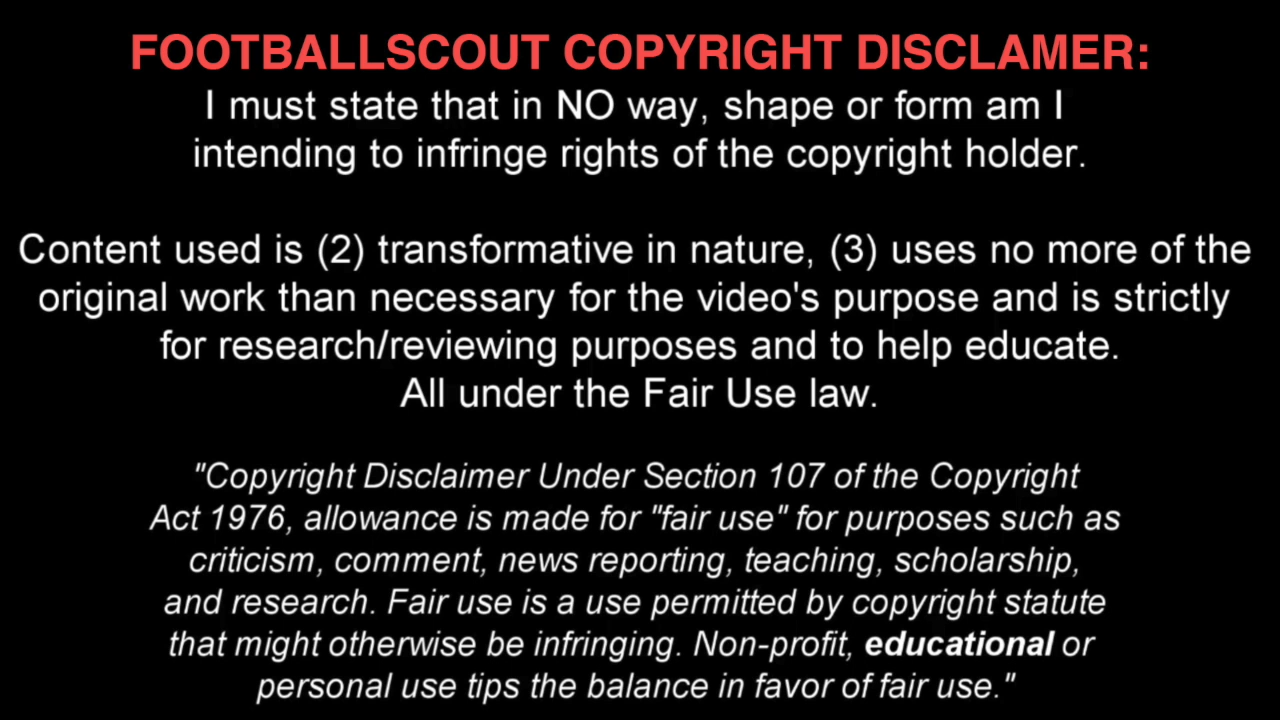 FOOTBALLSCOUT COPYRIGHT DISCLAMER:
I must state that in NO way, shape or form am I
intending to infringe rights of the copyright holder.
Content used is (2) transformative in nature, (3) uses no more of the
original work than necessary for the video's purpose and is strictly
for research/reviewing purposes and to help educate.
All under the Fair Use law.
"Copyright Disclaimer Under Section 107 of the Copyright
Act 1976, allowance is made for "fair use" for purposes such as
criticism, comment, news reporting, teaching, scholarship,
and research. Fair use is a use permitted by copyright statute
that might otherwise be infringing. Non-profit, educational or
personal use tips the balance in favor of fair use."